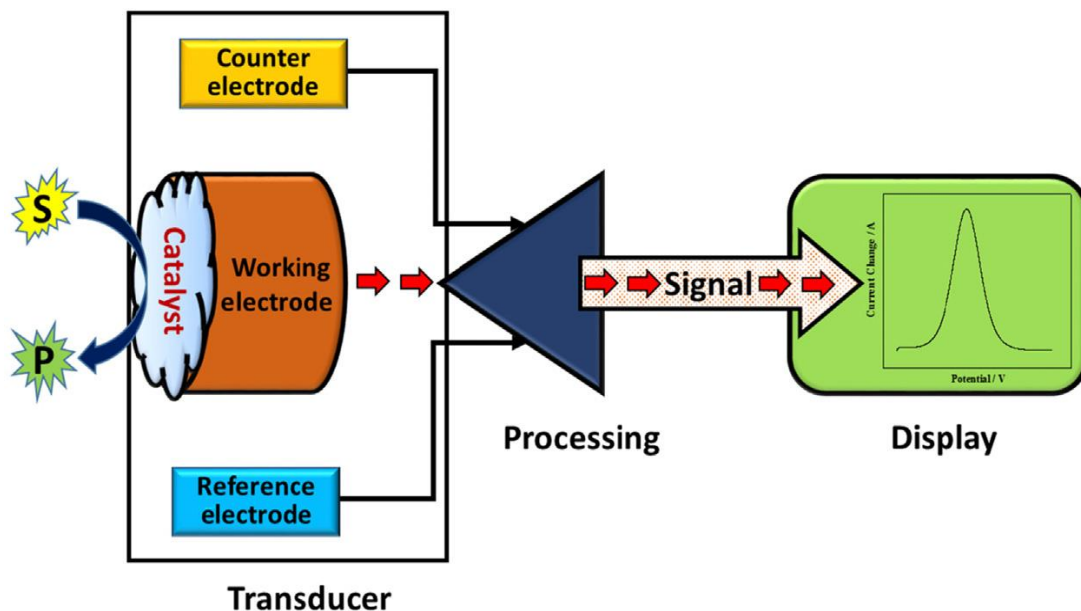 Counter
electrode
S
Catalyst
Working
electrode
P
Reference
electrode
Transducer
Processing
Signal
Current Change / A
Potential / V
Display